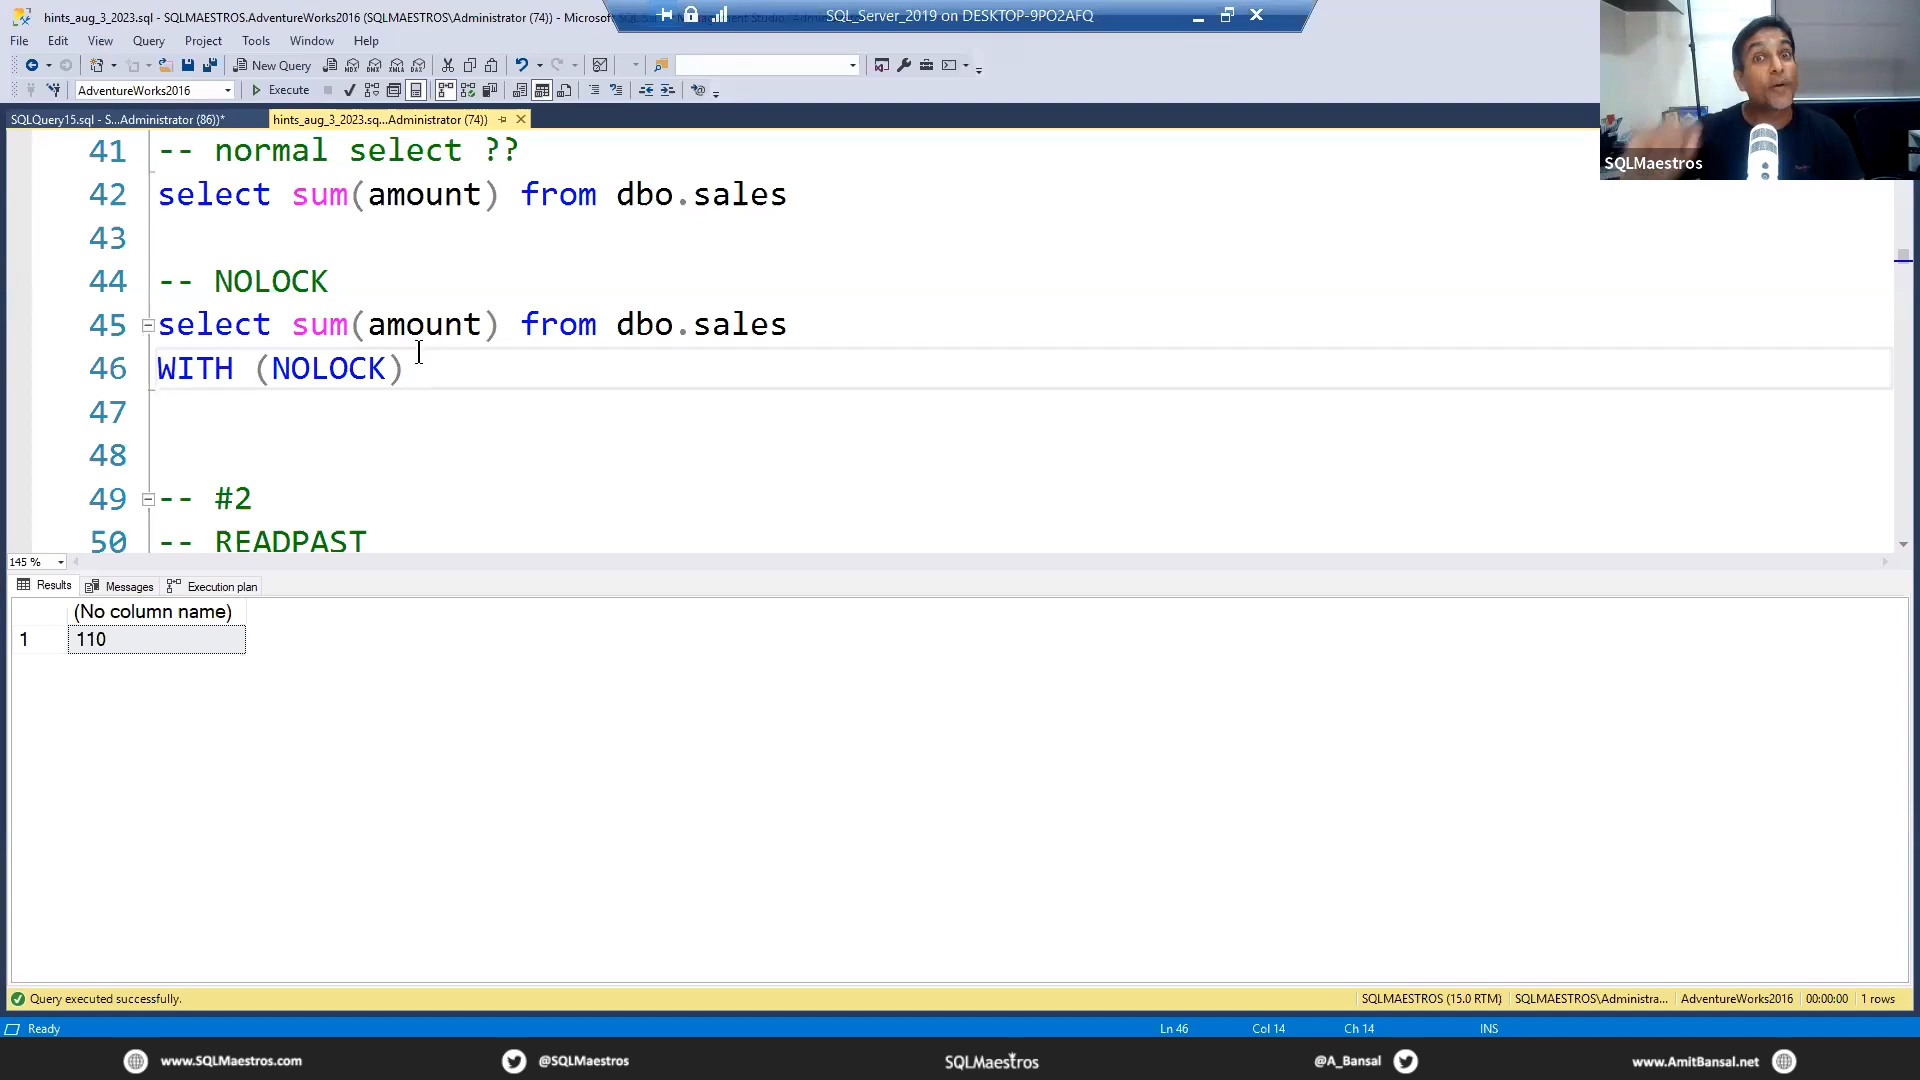 hints_aug_3_2023.sql - SQLMAESTROS.AdventureWorks2016 (SQLMAESTROS\Administrator (74)) - Microsoft
SQL_Server_2019 on DESKTOP-9PO2AFQ
File Edit View Query Project Tools Window Help
New Query
AdventureWorks2016 Execute
SQLQuery15.sql - S...Administrator (86))* hints_aug_3_2023.sq...Administrator (74))
SQLMaestros
41 -- normal select ??
42 select sum(amount) from dbo.sales
43
44 -- NOLOCK
45 select sum(amount) from dbo.sales
46 WITH (NOLOCK)
47
48
49 -- #2
50 -- READPAST
145 %
Results Messages Execution plan
(No column name)
1 110
Query executed successfully. SQLMAESTROS (15.0 RTM) SQLMAESTROS\Administra... AdventureWorks2016 00:00:00 1 rows
Ready Ln 46 Col 14 Ch 14 INS
www.SQLMaestros.com @SQLMaestros SQLMaestros @A_Bansal www.AmitBansal.net